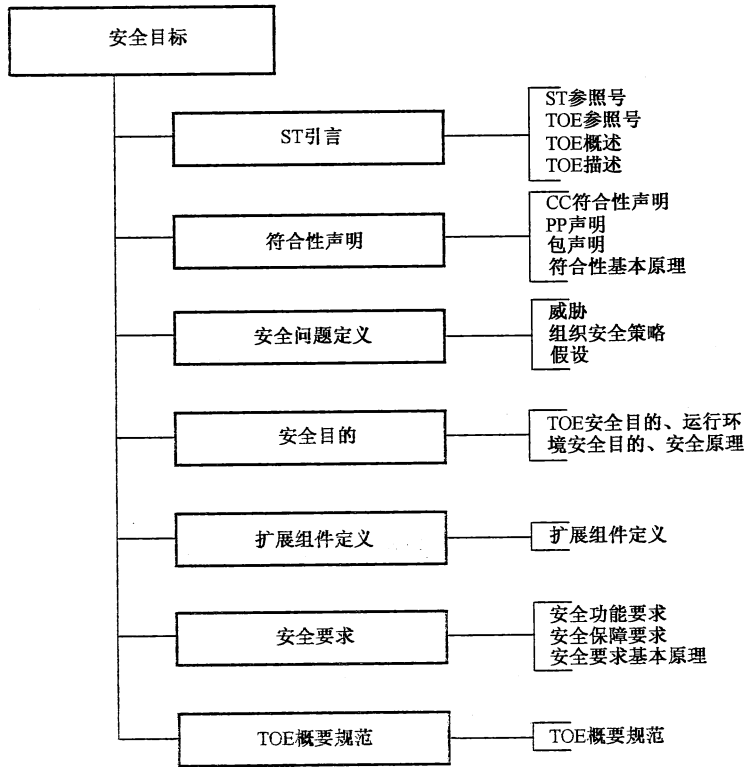 安全目标
ST引言
ST参照号
TOE参照号
TOE概述
TOE描述
符合性声明
CC符合性声明
PP声明
包声明
符合性基本原理
安全问题定义
威胁
组织安全策略
假设
安全目的
TOE安全目的、运行环
境安全目的、安全原理
扩展组件定义
扩展组件定义
安全要求
安全功能要求
安全保障要求
安全要求基本原理
TOE概要规范
TOE概要规范